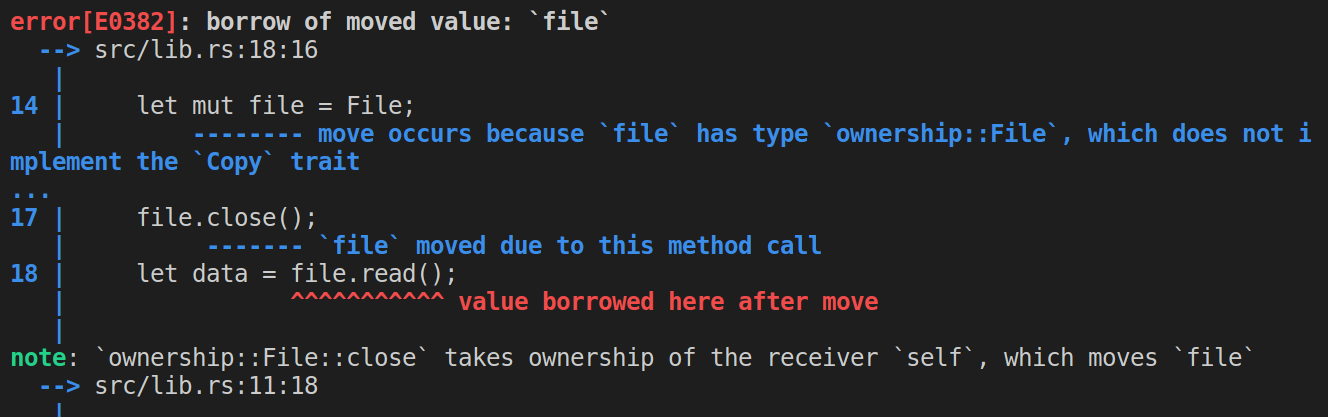 error[E0382]: borrow of moved value: `file`
  --> src/lib.rs:18:16
   |
14 |     let mut file = File;
   |         -------- move occurs because `file` has type `ownership::File`, which does not i
mplement the `Copy` trait
...
17 |     file.close();
   |          ------- `file` moved due to this method call
18 |     let data = file.read();
   |                ^^^^^^^^^^^ value borrowed here after move
   |
note: `ownership::File::close` takes ownership of the receiver `self`, which moves `file`
  --> src/lib.rs:11:18
   |